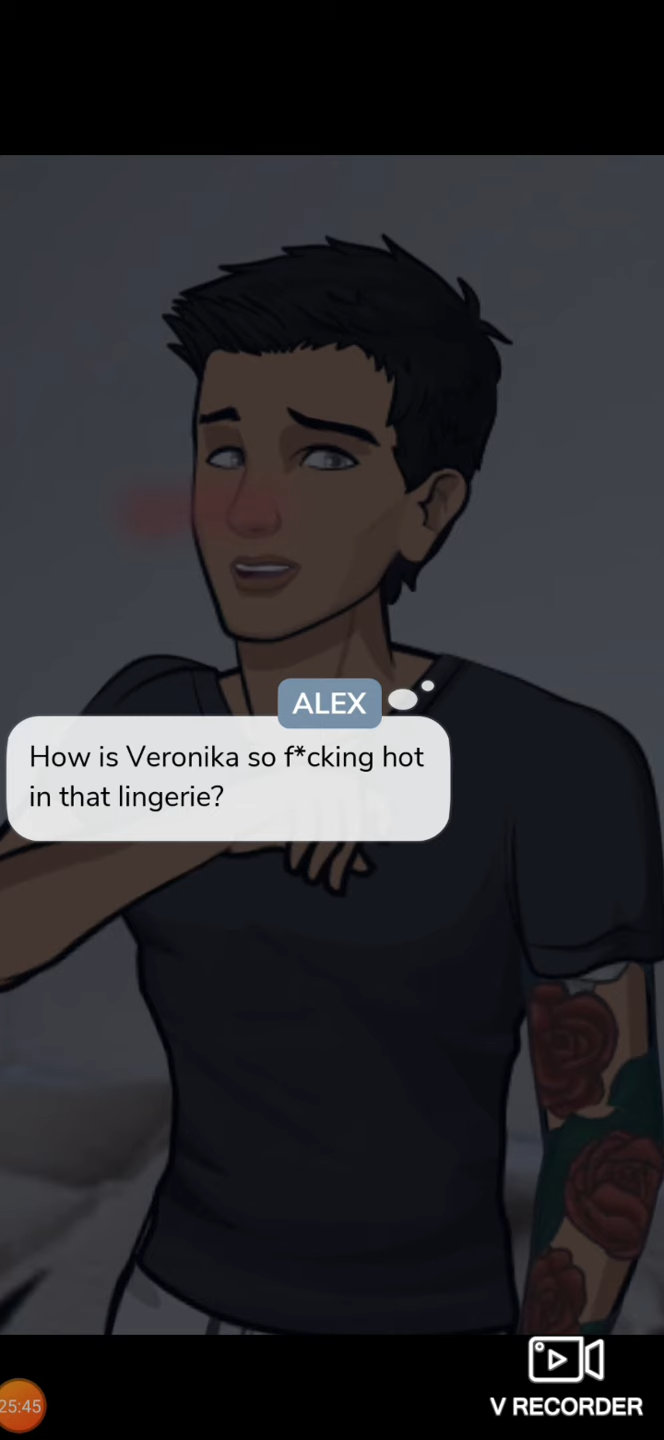 ALEX
How is Veronika so f*cking hot
in that lingerie?
25:45
V RECORDER